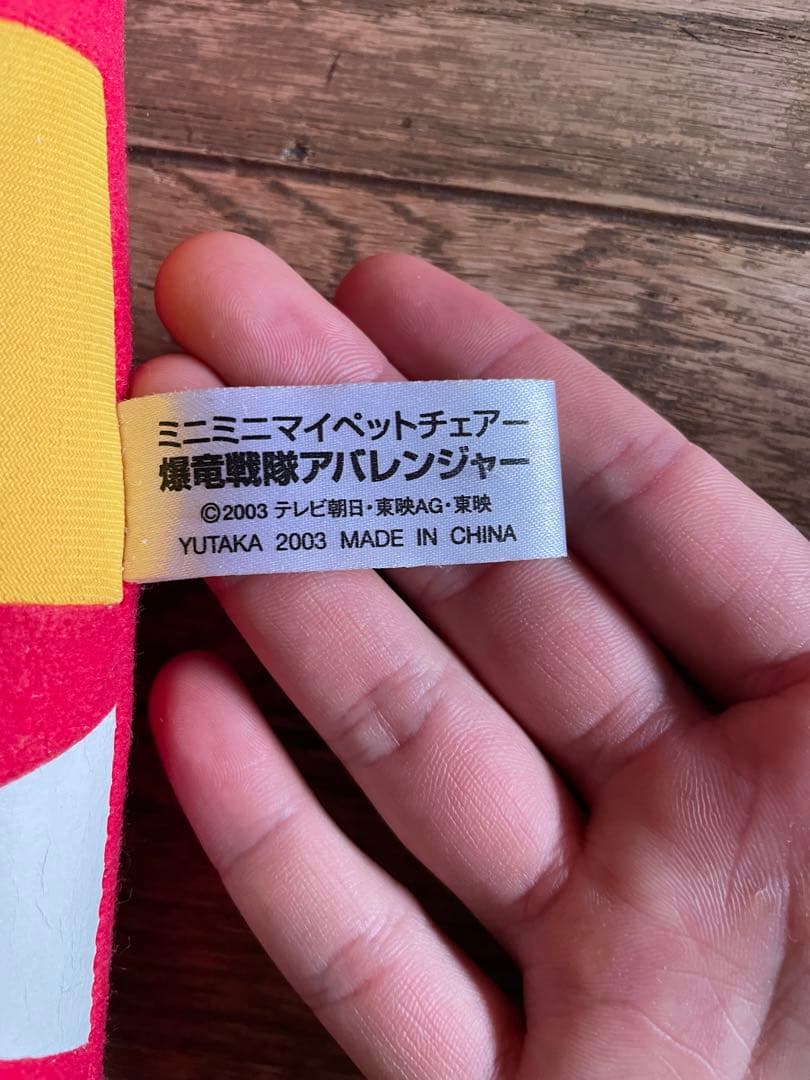 ミニミニマイペットチェアー
爆竜戦隊アバレンジャー
©2003 テレビ朝日・東映AG・東映
YUTAKA 2003 MADE IN CHINA